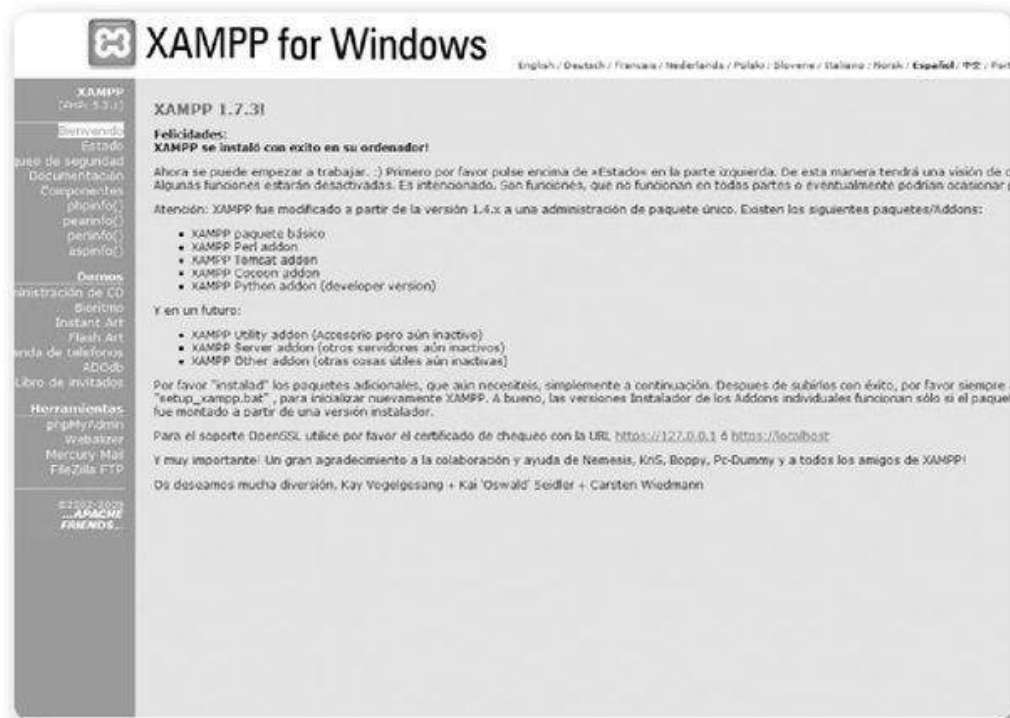 XAMPP for Windows
English / Deutsch / Francais / Nederlands / Polski / Slovene / Italiano / Norsk / Español / 中文 / Port
XAMPP
[PHP: 5.3.1]
Bienvenido
Estado
queo de seguridad
Documentación
Componentes
phpinfo()
pearinfo()
perlinfo()
aspinfo()
Demos
ministración de CD
Bioritmo
Instant Art
Flash Art
enda de telefonos
ADOdb
Libro de invitados
Herramientas
phpMyAdmin
Webalizer
Mercury Mail
FileZilla FTP
©2002-2009
...APACHE
FRIENDS...
XAMPP 1.7.3!
Felicidades:
XAMPP se instaló con exito en su ordenador!
Ahora se puede empezar a trabajar. :) Primero por favor pulse encima de »Estado« en la parte izquierda. De esta manera tendrá una visión de
Algunas funciones estarán desactivadas. Es intencionado. Son funciones, que no funcionan en todas partes o eventualmente podrían ocasionar
Atención: XAMPP fue modificado a partir de la versión 1.4.x a una administración de paquete único. Existen los siguientes paquetes/Addons:
• XAMPP paquete básico
• XAMPP Perl addon
• XAMPP Tomcat addon
• XAMPP Cocoon addon
• XAMPP Python addon (developer version)
Y en un futuro:
• XAMPP Utility addon (Accesorio pero aún inactivo)
• XAMPP Server addon (otros servidores aún inactivos)
• XAMPP Other addon (otras cosas útiles aún inactivas)
Por favor "instalad" los paquetes adicionales, que aún necesiteis, simplemente a continuación. Despues de subirlos con éxito, por favor siempre
"setup_xampp.bat" , para inicializar nuevamente XAMPP. A bueno, las versiones Instalador de los Addons individuales funcionan sólo si el paque
fue montado a partir de una versión instalador.
Para el soporte OpenSSL utilice por favor el certificado de chequeo con la URL https://127.0.0.1 ó https://localhost
Y muy importante! Un gran agradecimiento a la colaboración y ayuda de Nemesis, KnS, Boppy, Pc-Dummy y a todos los amigos de XAMPP!
Os deseamos mucha diversión, Kay Vogelgesang + Kai 'Oswald' Seidler + Carsten Wiedmann